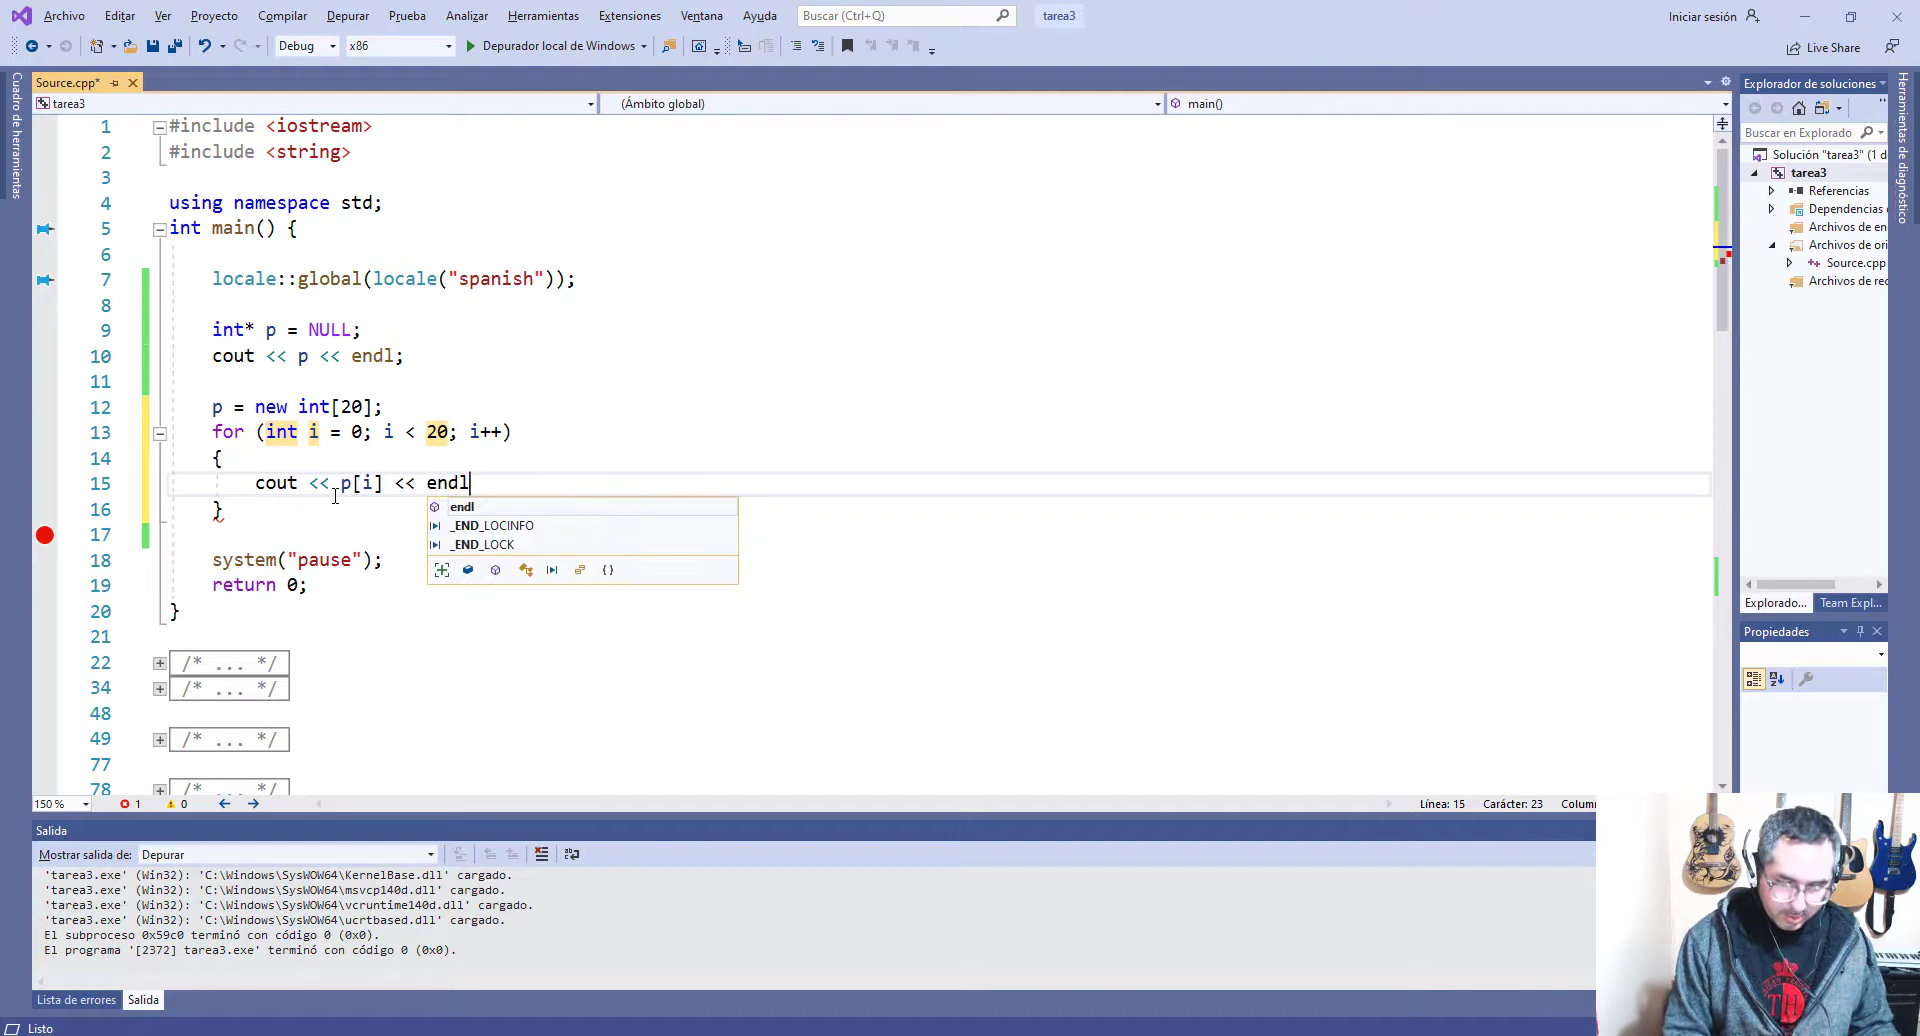 Archivo Editar Ver Proyecto Compilar Depurar Prueba Analizar Herramientas Extensiones Ventana Ayuda Buscar (Ctrl+Q) tarea3 Iniciar sesión
Debug x86 Depurador local de Windows Live Share
Cuadro de herramientas
Source.cpp*
tarea3 (Ámbito global) main()
1 #include <iostream>
2 #include <string>
3
4 using namespace std;
5 int main() {
6
7 locale::global(locale("spanish"));
8
9 int* p = NULL;
10 cout << p << endl;
11
12 p = new int[20];
13 for (int i = 0; i < 20; i++)
14 {
15 cout << p[i] << endl
16 }
17
18 system("pause");
19 return 0;
20 }
21
22 /* ... */
34 /* ... */
48
49 /* ... */
77
78 /* ... */
endl
_END_LOCINFO
_END_LOCK
150 % 1 0 Línea: 15 Carácter: 23 Colum
Explorador de soluciones
Buscar en Explorado
Solución "tarea3" (1 d
tarea3
Referencias
Dependencias
Archivos de en
Archivos de ori
Source.cpp
Archivos de rec
Explorado... Team Expl...
Propiedades
Herramientas de diagnóstico
Salida
Mostrar salida de: Depurar
'tarea3.exe' (Win32): 'C:\Windows\SysWOW64\KernelBase.dll' cargado.
'tarea3.exe' (Win32): 'C:\Windows\SysWOW64\msvcp140d.dll' cargado.
'tarea3.exe' (Win32): 'C:\Windows\SysWOW64\vcruntime140d.dll' cargado.
'tarea3.exe' (Win32): 'C:\Windows\SysWOW64\ucrtbased.dll' cargado.
El subproceso 0x59c0 terminó con código 0 (0x0).
El programa '[2372] tarea3.exe' terminó con código 0 (0x0).
Lista de errores Salida
Listo
TH